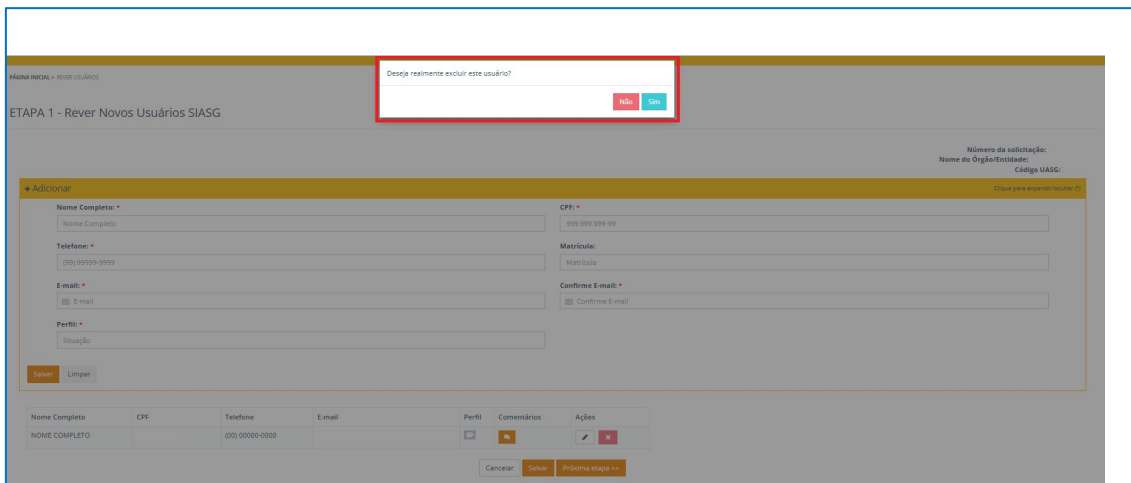 Deseja realmente excluir este usuário?
Não Sim
PÁGINA INICIAL > REVER USUÁRIOS
ETAPA 1 - Rever Novos Usuários SIASG
Número da solicitação:
Nome do Órgão/Entidade:
Código UASG:
+ Adicionar Clique para expandir/ocultar
Nome Completo: * CPF: *
Nome Completo 999.999.999-99
Telefone: * Matrícula:
(99) 99999-9999 Matrícula
E-mail: * Confirme E-mail: *
E-mail Confirme E-mail
Perfil: *
Situação
Salvar Limpar
Nome Completo CPF Telefone E-mail Perfil Comentários Ações
NOME COMPLETO (00) 00000-0000
Cancelar Salvar Próxima etapa >>